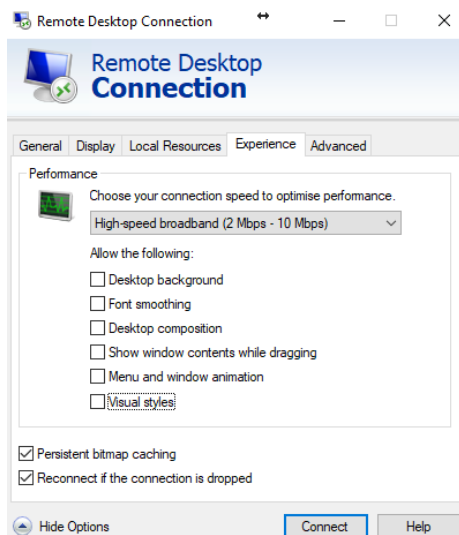 Remote Desktop Connection
Remote Desktop
Connection
General Display Local Resources Experience Advanced
Performance
Choose your connection speed to optimise performance.
High-speed broadband (2 Mbps - 10 Mbps)
Allow the following:
Desktop background
Font smoothing
Desktop composition
Show window contents while dragging
Menu and window animation
Visual styles
Persistent bitmap caching
Reconnect if the connection is dropped
Hide Options Connect Help